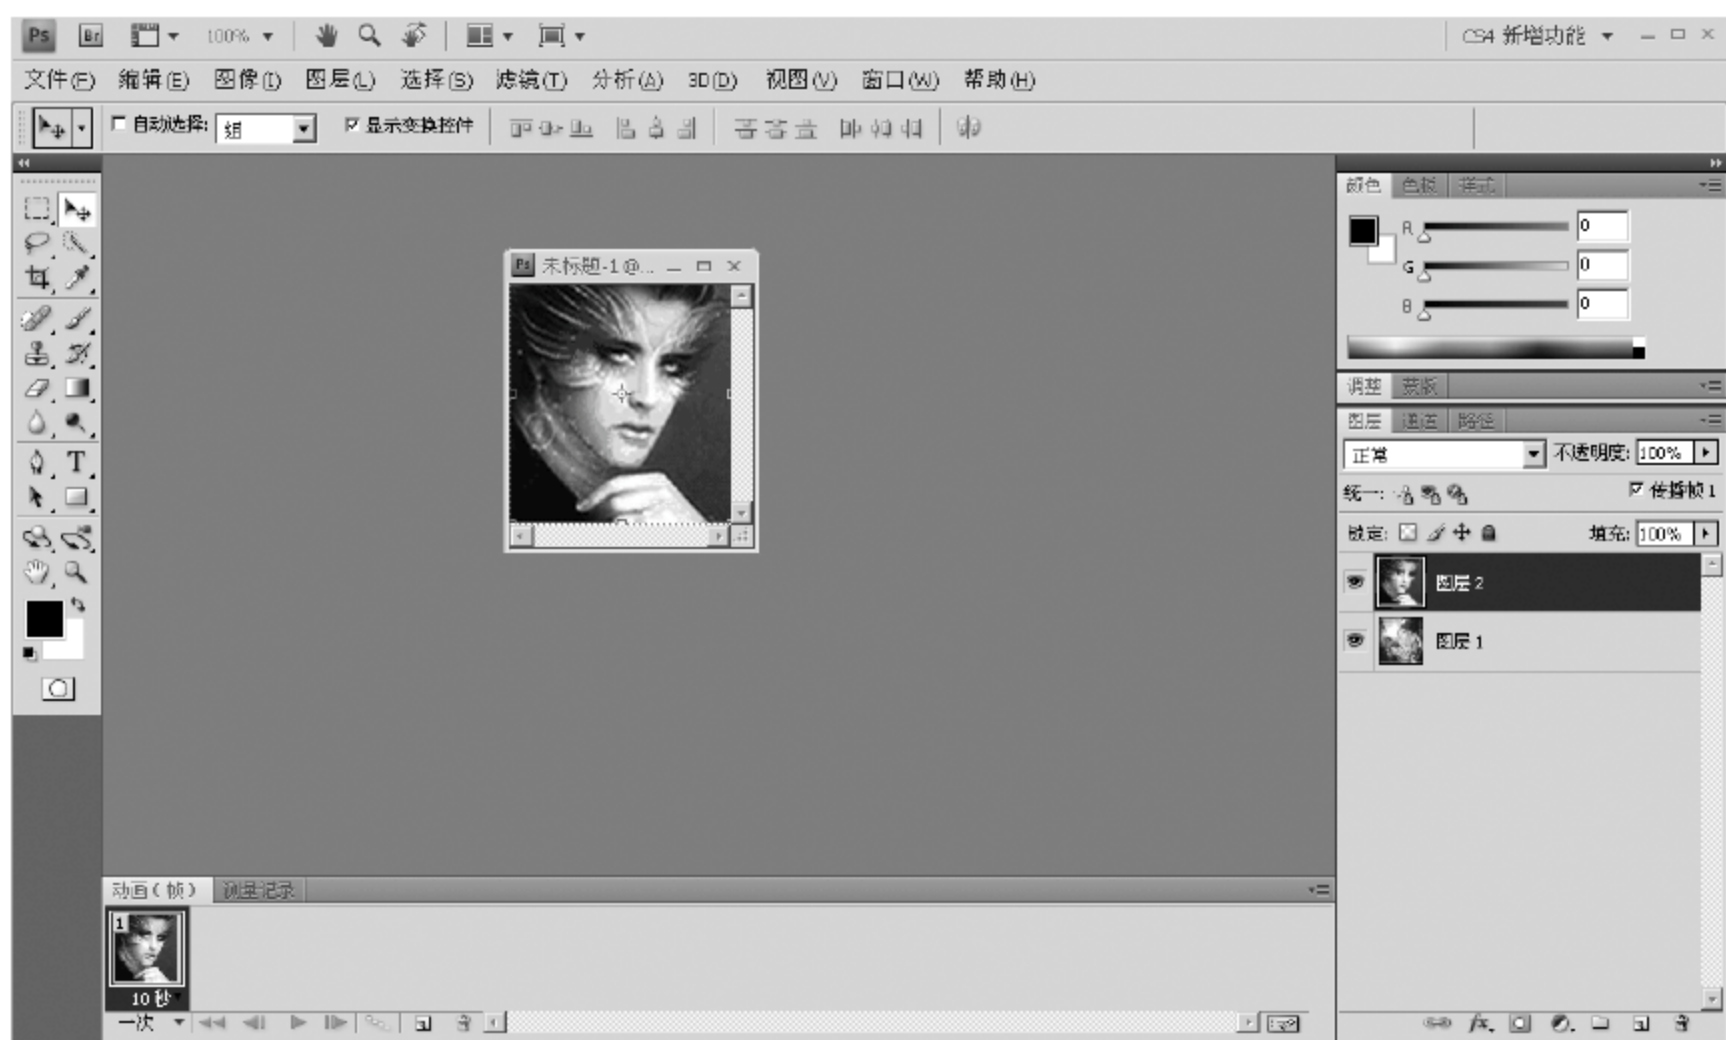 Ps Br 100% CS4 新增功能
文件(F) 编辑(E) 图像(I) 图层(L) 选择(S) 滤镜(T) 分析(A) 3D(D) 视图(V) 窗口(W) 帮助(H)
自动选择: 组 显示变换控件
颜色 色板 样式
R 0
G 0
B 0
Ps 未标题-1@...
调整 蒙版
图层 通道 路径
正常 不透明度: 100%
统一: 传播帧 1
锁定: 填充: 100%
图层 2
图层 1
T
动画(帧) 测量记录
1
10 秒
一次
fx.